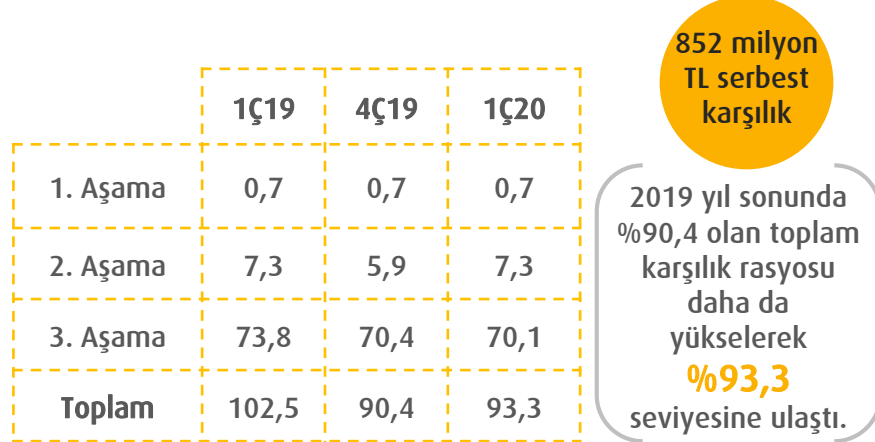 1Ç19 4Ç19 1Ç20
1. Aşama 0,7 0,7 0,7
2. Aşama 7,3 5,9 7,3
3. Aşama 73,8 70,4 70,1
Toplam 102,5 90,4 93,3
852 milyon
TL serbest
karşılık
2019 yıl sonunda
%90,4 olan toplam
karşılık rasyosu
daha da
yükselerek
%93,3
seviyesine ulaştı.